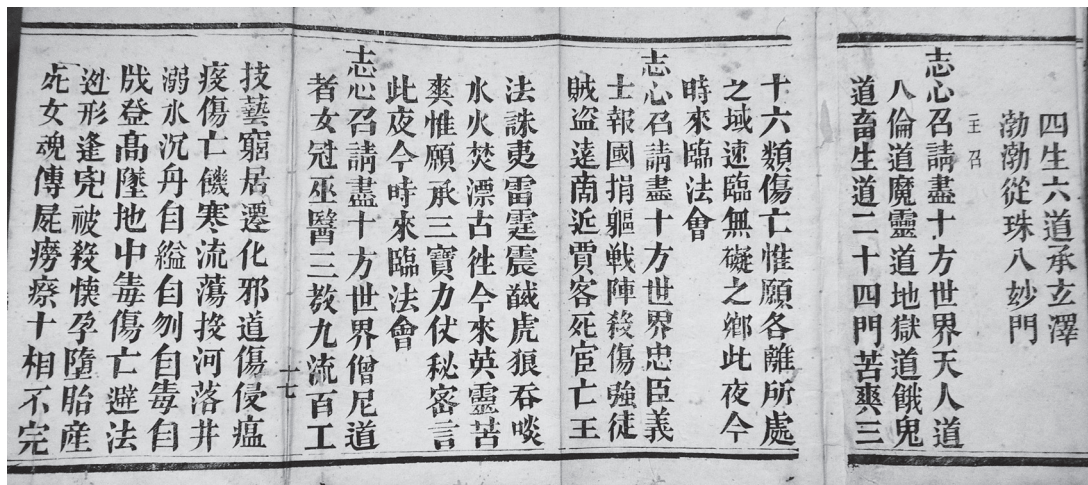 四生六道承立澤
渤渤從珠入妙門
主召
志心召請盡十方世界天人道
人倫道魔靈道地獄道餓鬼
道畜生道二十四門苦爽三
十六類傷亡惟願各離所處
之域速臨無礙之鄉此夜今
時來臨法會
志心召請盡十方世界忠臣義
士報國捐軀戰陣殺傷強徒
賊盜遠商近賈客死宦亡王
法誅夷雷霆震馘虎狼吞啖
水火焚漂古徃今來英靈苦
爽惟願承三寶力伏秘密言
此夜今時來臨法會
志心召請盡十方世界僧尼道
者女冠巫醫三教九流百工
十七
技藝窮居遷化邪道傷侵瘟
疫傷亡饑寒流蕩投河落井
溺水沉舟自縊自刎自毒自
戕登高墜地中毒傷亡避法
迯形逢兇被殺懷孕墮胎産
死女魂傳屍癆瘵十相不完